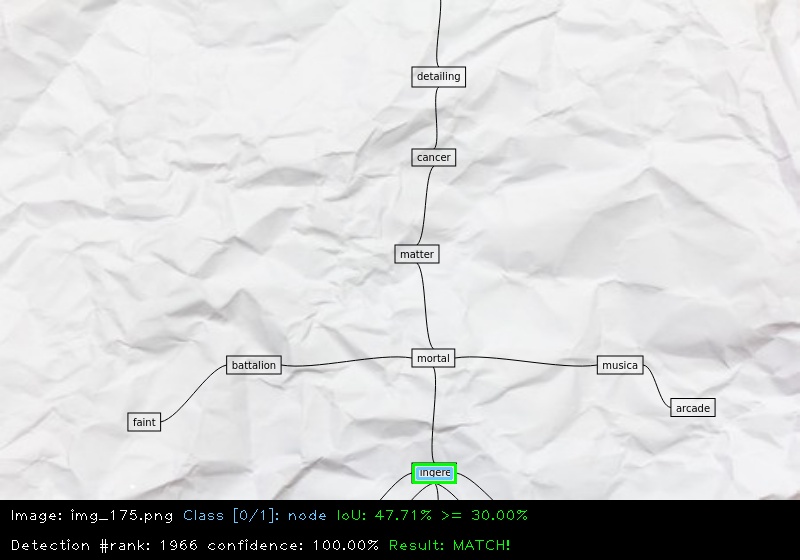 detailing
cancer
matter
battalion mortal musica
faint arcade
Image: img_175.png Class [0/1]: node IoU: 47.71% >= 30.00%
Detection #rank: 1966 confidence: 100.00% Result: MATCH!